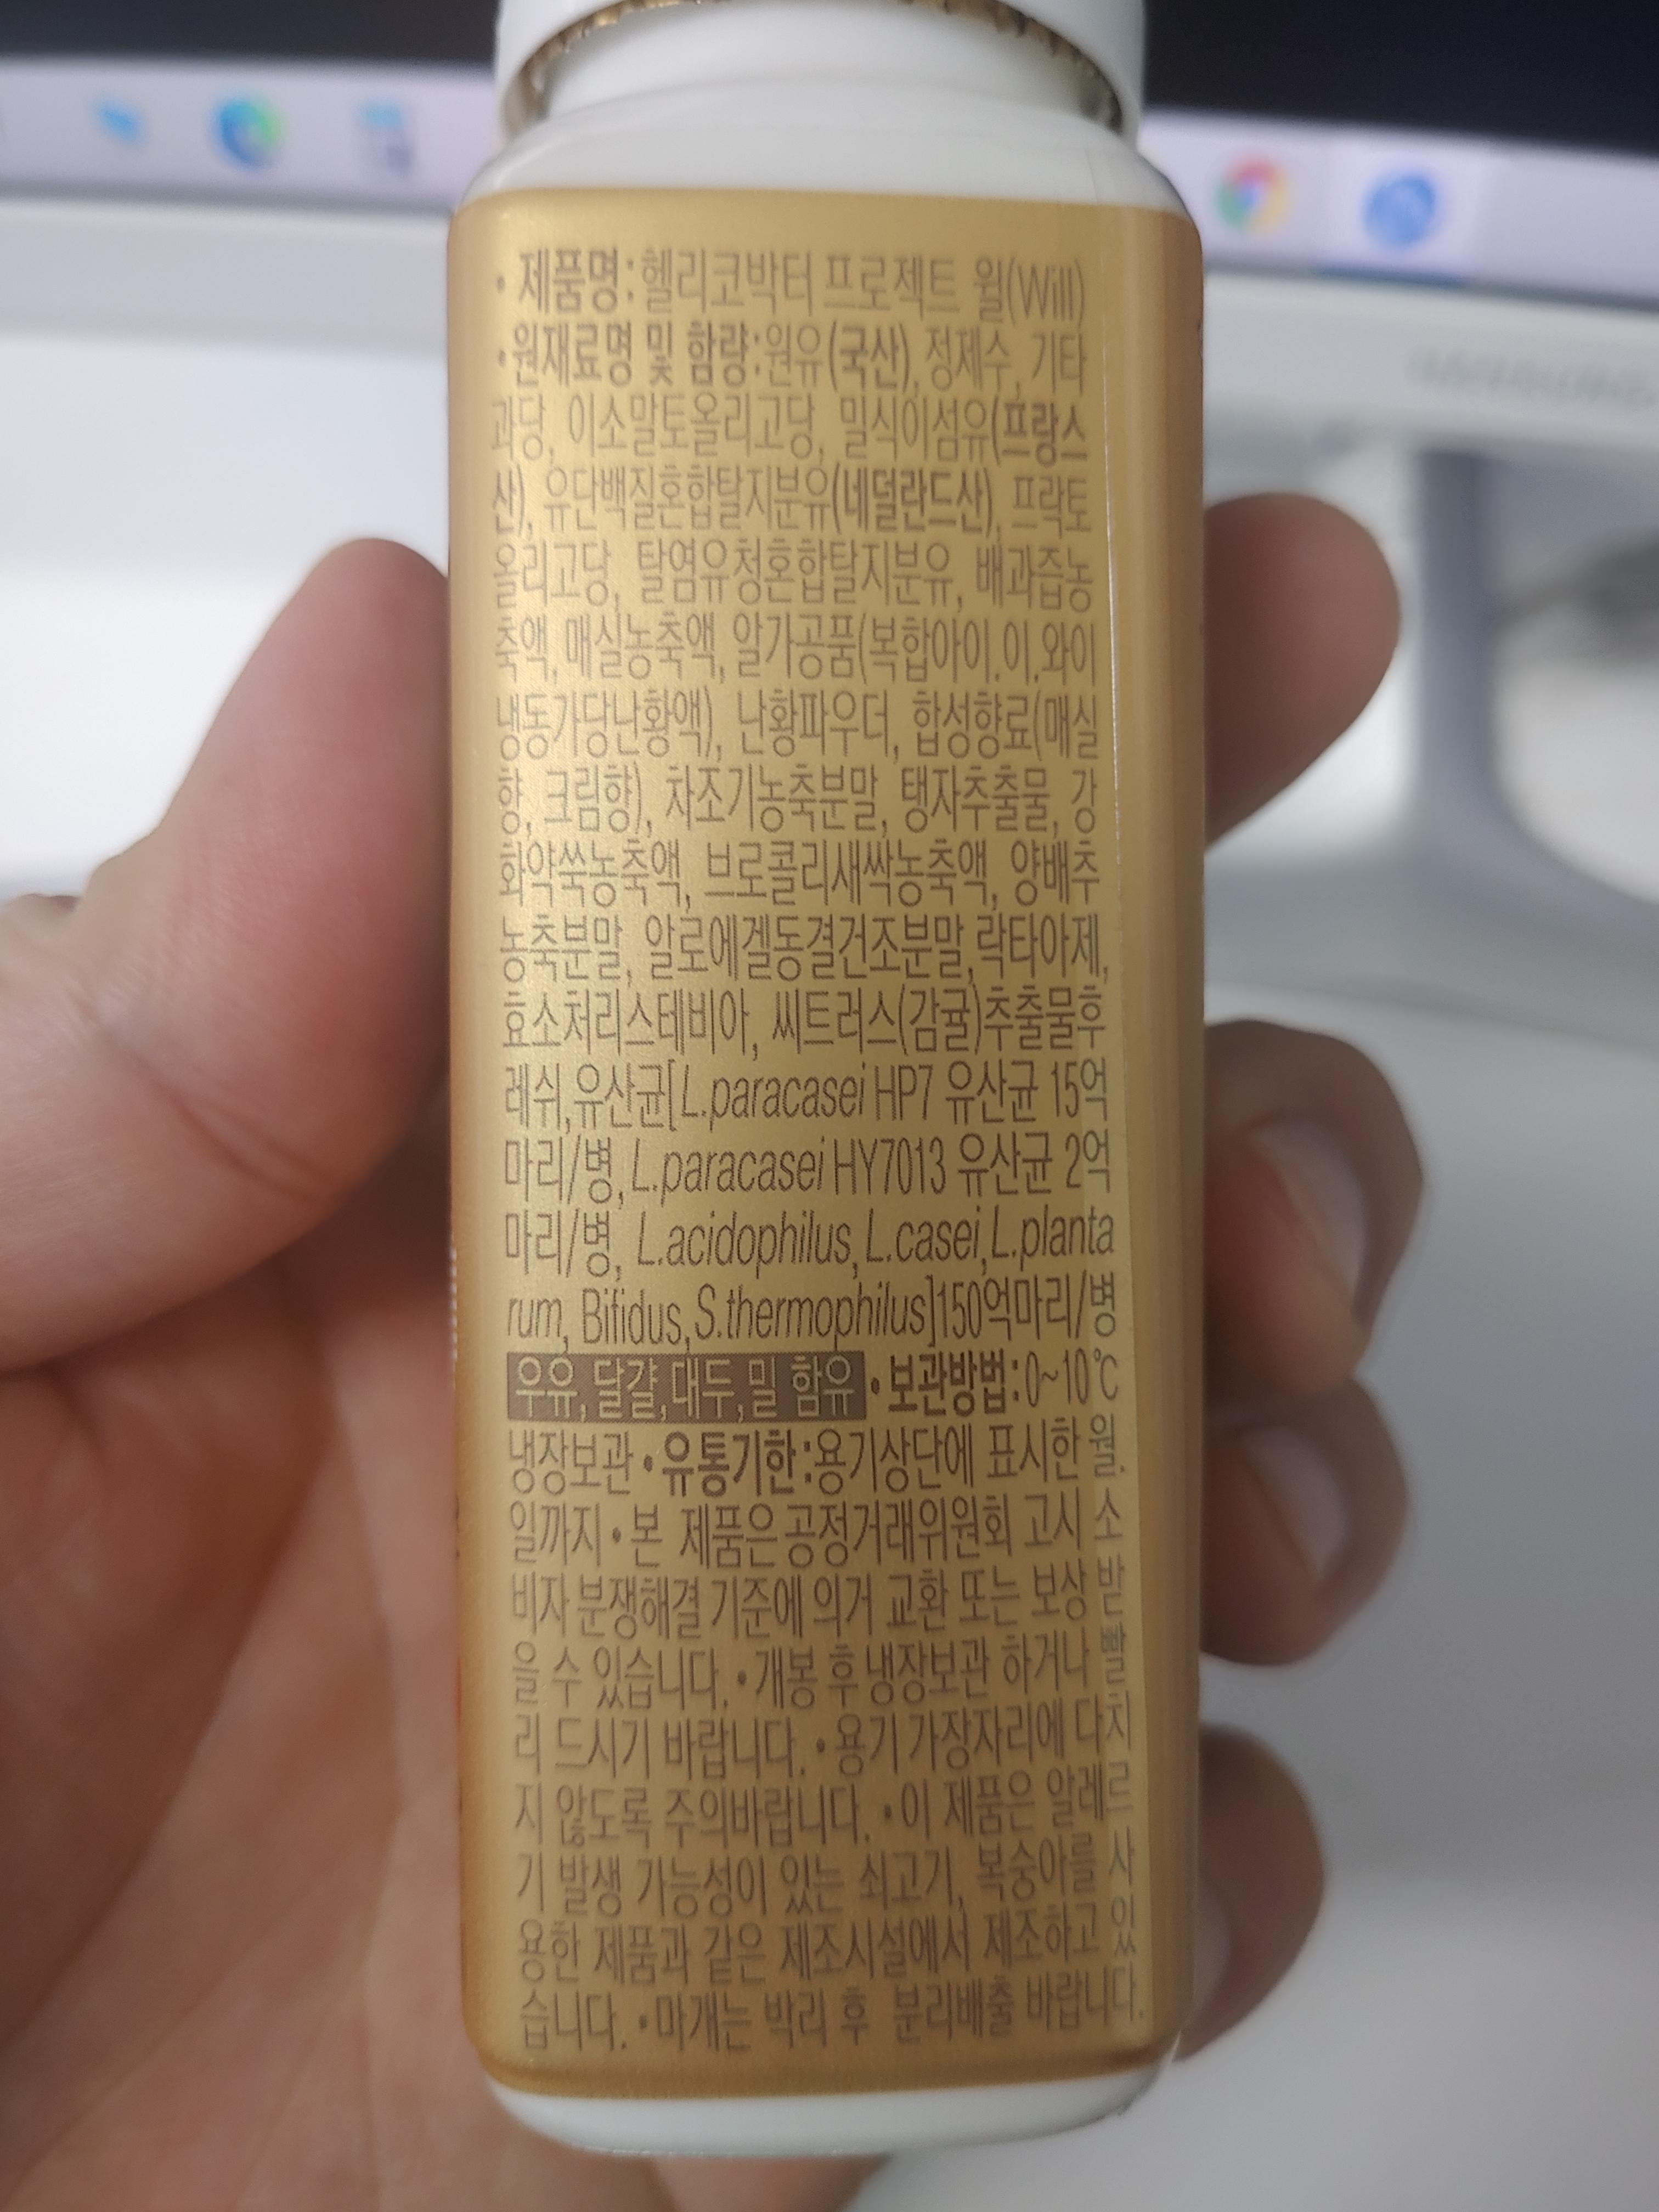 • 제품명:헬리코박터 프로젝트 윌(Will)
•원재료명 및 함량:원유(국산), 정제수, 기타
과당, 이소말토올리고당, 밀식이섬유(프랑스
산), 유단백질혼합탈지분유(네덜란드산), 프락토
올리고당, 탈염유청혼합탈지분유, 배과즙농
축액, 매실농축액, 알가공품(복합아이.이.와이
냉동가당난황액), 난황파우더, 합성향료(매실
향, 크림향), 차조기농축분말, 탱자추출물, 강
화약쑥농축액, 브로콜리새싹농축액, 양배추
농축분말, 알로에겔동결건조분말,락타아제,
효소처리스테비아, 씨트러스(감귤)추출물후
레쉬,유산균[L.paracasei HP7 유산균 15억
마리/병, L.paracasei HY7013 유산균 2억
마리/병, L.acidophilus, L.casei,L.planta
rum, Bifidus,S.thermophilus]150억마리/병
우유, 달걀,대두, 밀 함유 •보관방법:0~10℃
냉장보관 •유통기한:용기상단에 표시한 월.
일까지 •본 제품은 공정거래위원회 고시 소
비자 분쟁해결 기준에 의거 교환 또는 보상 받
을 수 있습니다. •개봉 후 냉장보관 하거나 빨
리 드시기 바랍니다. •용기 가장자리에 다치
지 않도록 주의바랍니다. •이 제품은 알레르
기 발생 가능성이 있는 쇠고기, 복숭아를 사
용한 제품과 같은 제조시설에서 제조하고 있
습니다. •마개는 박리 후 분리배출 바랍니다.
SAMSUNG